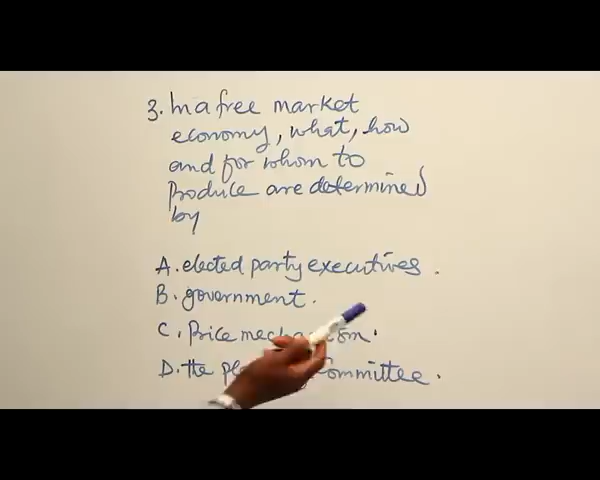 3. In a free market
economy, what, how
and for whom to
produce are determined
by
A. elected party executives.
B. government.
C. Price mechanism.
D. the committee.